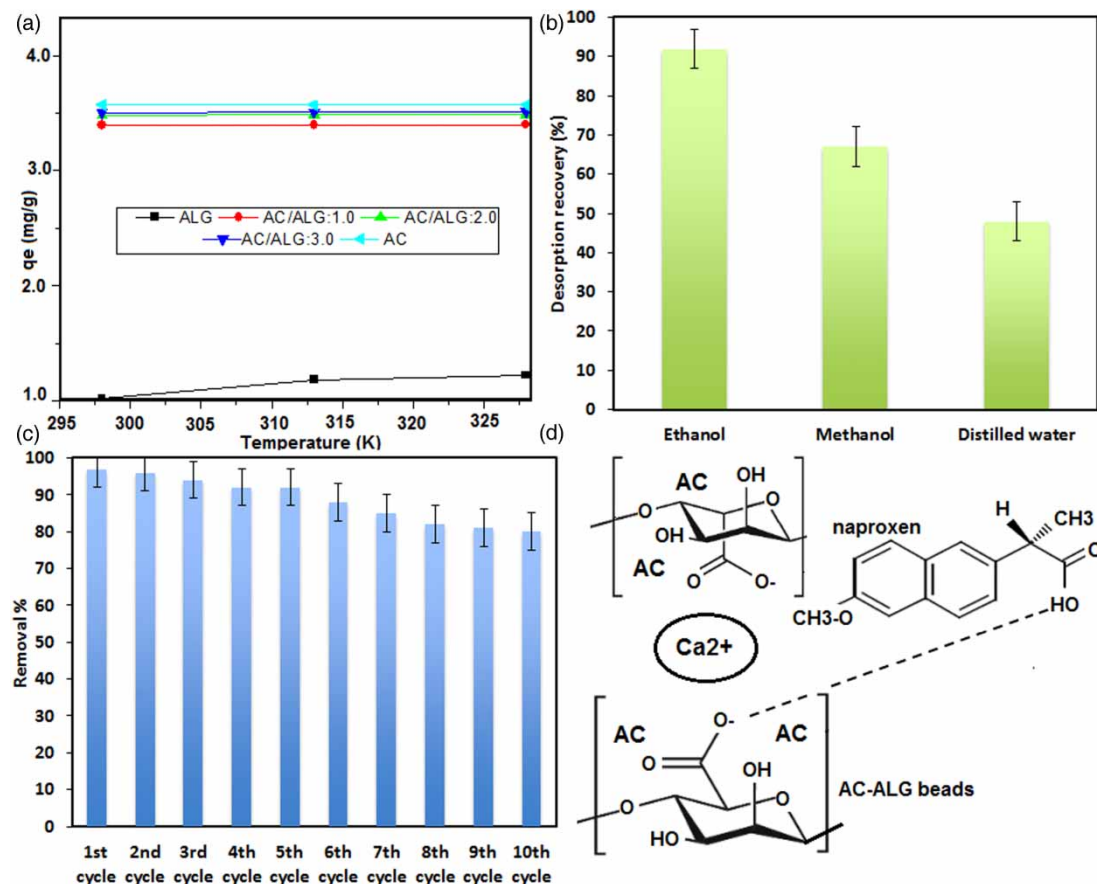 (a)
4.0
3.0
2.0
1.0
qe (mg/g)
ALG AC/ALG:1.0 AC/ALG:2.0
AC/ALG:3.0 AC
295 300 305 310 315 320 325
Temperature (K)
(b)
100
90
80
70
60
50
40
30
20
10
0
Desorption recovery (%)
Ethanol Methanol Distilled water
(c)
100
90
80
70
60
50
40
30
20
10
0
Removal %
1st 2nd 3rd 4th 5th 6th 7th 8th 9th 10th
cycle cycle cycle cycle cycle cycle cycle cycle cycle cycle
(d)
AC
OH
O
O
OH
AC
O
O-
naproxen
H
CH3
O
HO
CH3-O
Ca2+
AC
O-
AC
O
OH
O
O
HO
AC-ALG beads